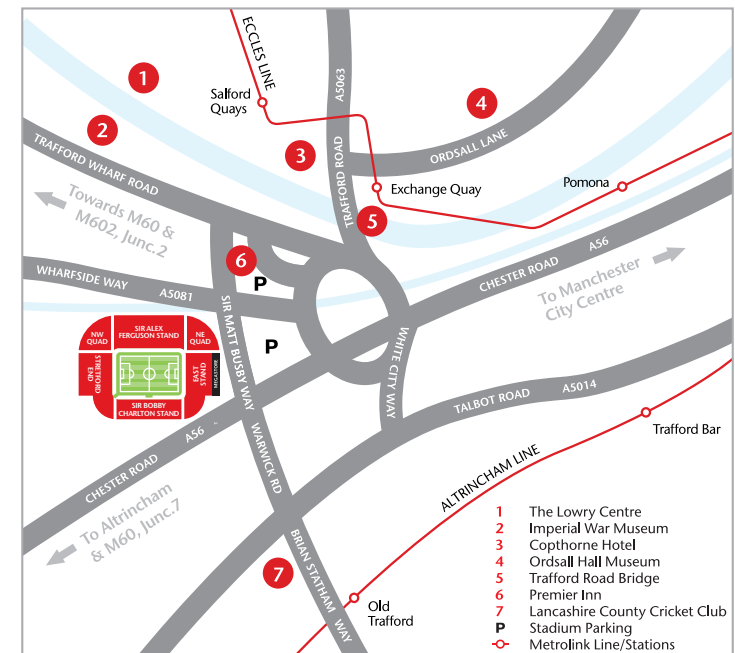 ECCLES LINE
1
Salford
Quays
A5063
4
2
TRAFFORD WHARF ROAD
3
ORDSALL LANE
TRAFFORD ROAD
Exchange Quay
Pomona
Towards M60 &
M602, Junc.2
5
A56
CHESTER ROAD
6
P
WHARFSIDE WAY
A5081
To Manchester
City Centre
SIR MATT BUSBY WAY
NW
QUAD
SIR ALEX
FERGUSON STAND
NE
QUAD
P
WHITE CITY WAY
STRETFORD
END
EAST
STAND
MEGASTORE
SIR BOBBY
CHARLTON STAND
TALBOT ROAD
A5014
A56
CHESTER ROAD
WARWICK RD
Trafford Bar
ALTRINCHAM LINE
To Altrincham
& M60, Junc.7
BRIAN STATHAM WAY
7
Old
Trafford
1 The Lowry Centre
2 Imperial War Museum
3 Copthorne Hotel
4 Ordsall Hall Museum
5 Trafford Road Bridge
6 Premier Inn
7 Lancashire County Cricket Club
P Stadium Parking
Metrolink Line/Stations